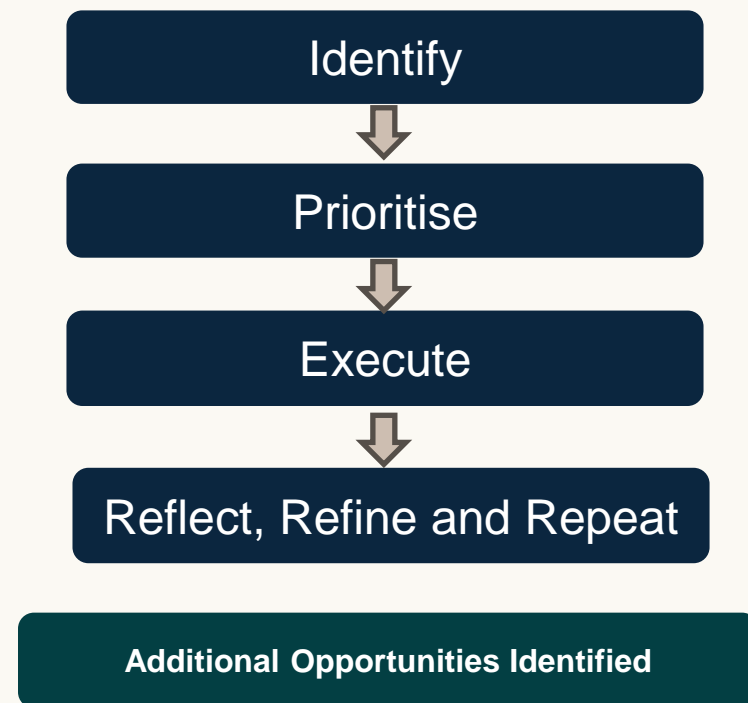 Identify
Prioritise
Execute
Reflect, Refine and Repeat
Additional Opportunities Identified